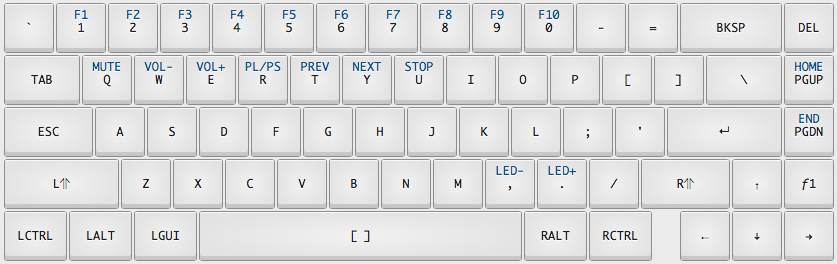 F1 F2 F3 F4 F5 F6 F7 F8 F9 F10
` 1 2 3 4 5 6 7 8 9 0 - = BKSP DEL
MUTE VOL- VOL+ PL/PS PREV NEXT STOP HOME
TAB Q W E R T Y U I O P [ ] \ PGUP
END
ESC A S D F G H J K L ; ' ↵ PGDN
LED- LED+
L⇈ Z X C V B N M , . / R⇈ ↑ ƒ1
LCTRL LALT LGUI [ ] RALT RCTRL ← ↓ →